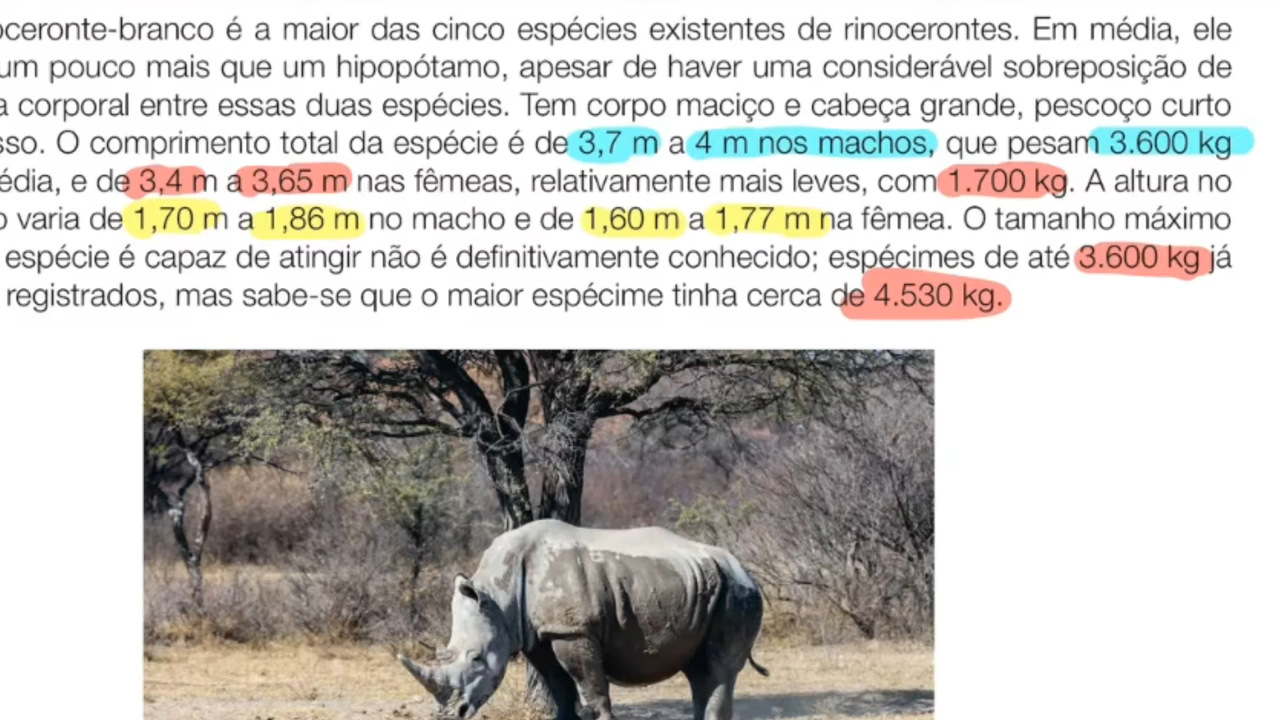 oceronte-branco é a maior das cinco espécies existentes de rinocerontes. Em média, ele
um pouco mais que um hipopótamo, apesar de haver uma considerável sobreposição de
a corporal entre essas duas espécies. Tem corpo maciço e cabeça grande, pescoço curto
sso. O comprimento total da espécie é de 3,7 m a 4 m nos machos, que pesam 3.600 kg
édia, e de 3,4 m a 3,65 m nas fêmeas, relativamente mais leves, com 1.700 kg. A altura no
o varia de 1,70 m a 1,86 m no macho e de 1,60 m a 1,77 m na fêmea. O tamanho máximo
espécie é capaz de atingir não é definitivamente conhecido; espécimes de até 3.600 kg já
registrados, mas sabe-se que o maior espécime tinha cerca de 4.530 kg.